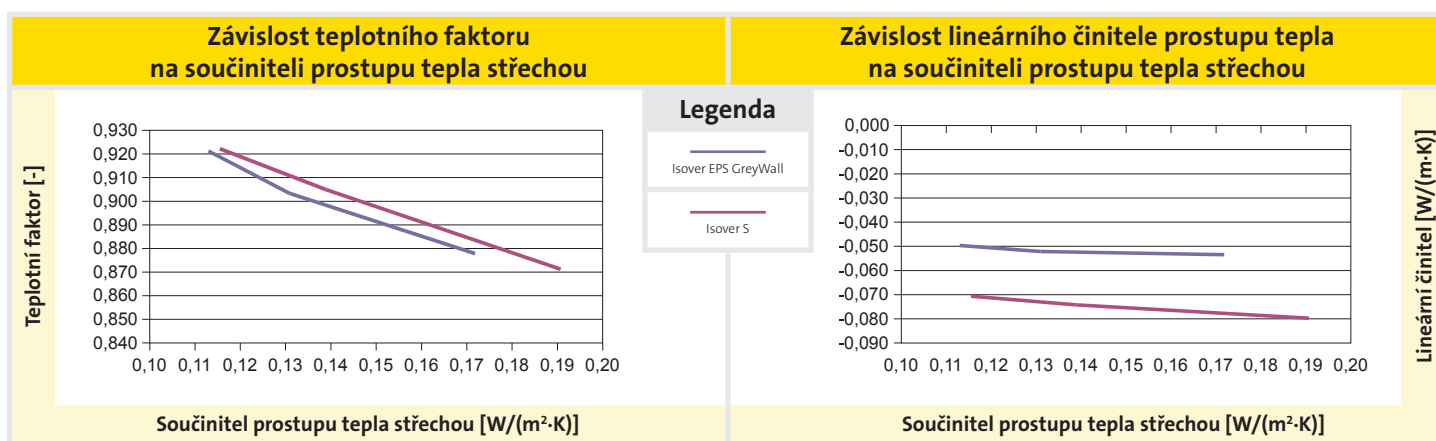 Závislost teplotního faktoru
na součiniteli prostupu tepla střechou
Teplotní faktor [-]
0,930
0,920
0,910
0,900
0,890
0,880
0,870
0,860
0,850
0,840
0,10 0,11 0,12 0,13 0,14 0,15 0,16 0,17 0,18 0,19 0,20
Součinitel prostupu tepla střechou [W/(m²·K)]
Legenda
Isover EPS GreyWall
Isover S
Závislost lineárního činitele prostupu tepla
na součiniteli prostupu tepla střechou
0,000
-0,010
-0,020
-0,030
-0,040
-0,050
-0,060
-0,070
-0,080
-0,090
0,10 0,11 0,12 0,13 0,14 0,15 0,16 0,17 0,18 0,19 0,20
Lineární činitel [W/(m·K)]
Součinitel prostupu tepla střechou [W/(m²·K)]